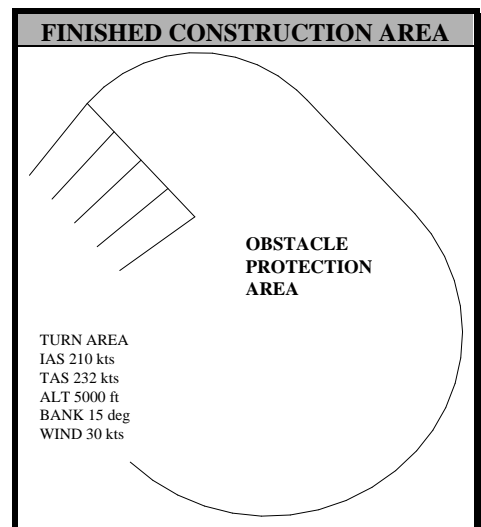 FINISHED CONSTRUCTION AREA
OBSTACLE
PROTECTION
AREA
TURN AREA
IAS 210 kts
TAS 232 kts
ALT 5000 ft
BANK 15 deg
WIND 30 kts